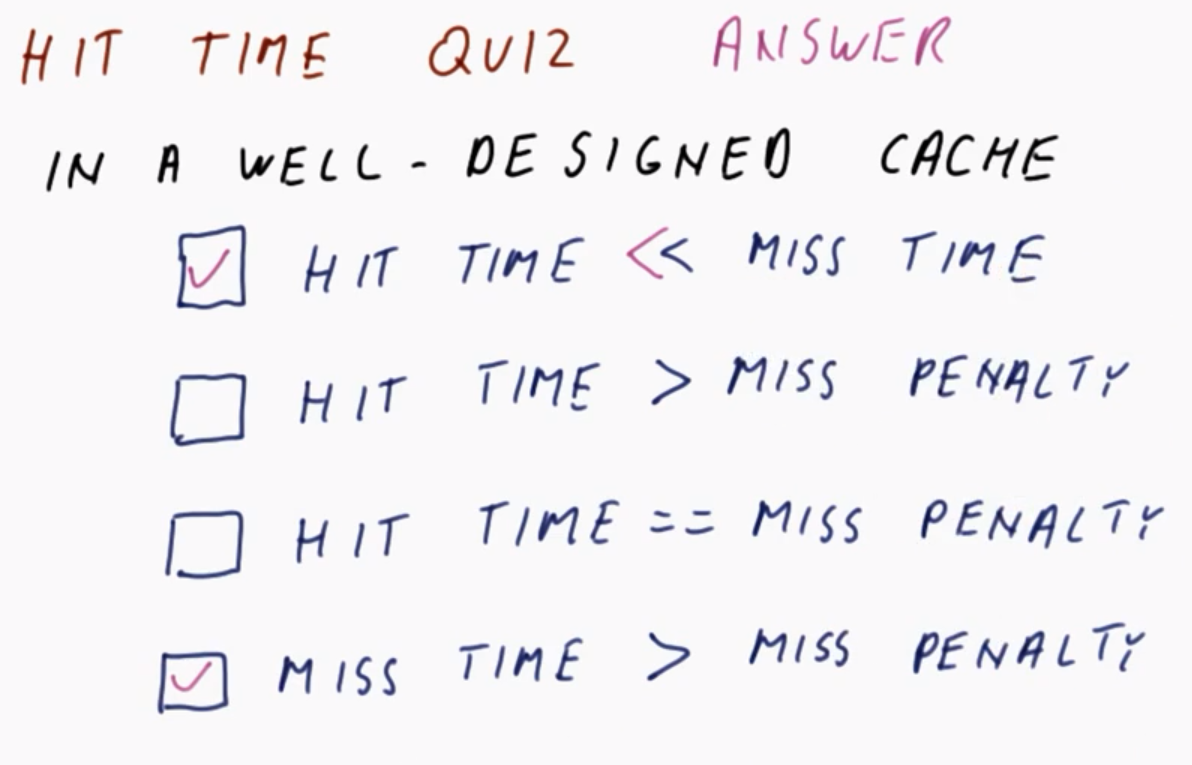 HIT TIME QUIZ ANSWER
IN A WELL-DESIGNED CACHE
HIT TIME << MISS TIME
HIT TIME > MISS PENALTY
HIT TIME == MISS PENALTY
MISS TIME > MISS PENALTY